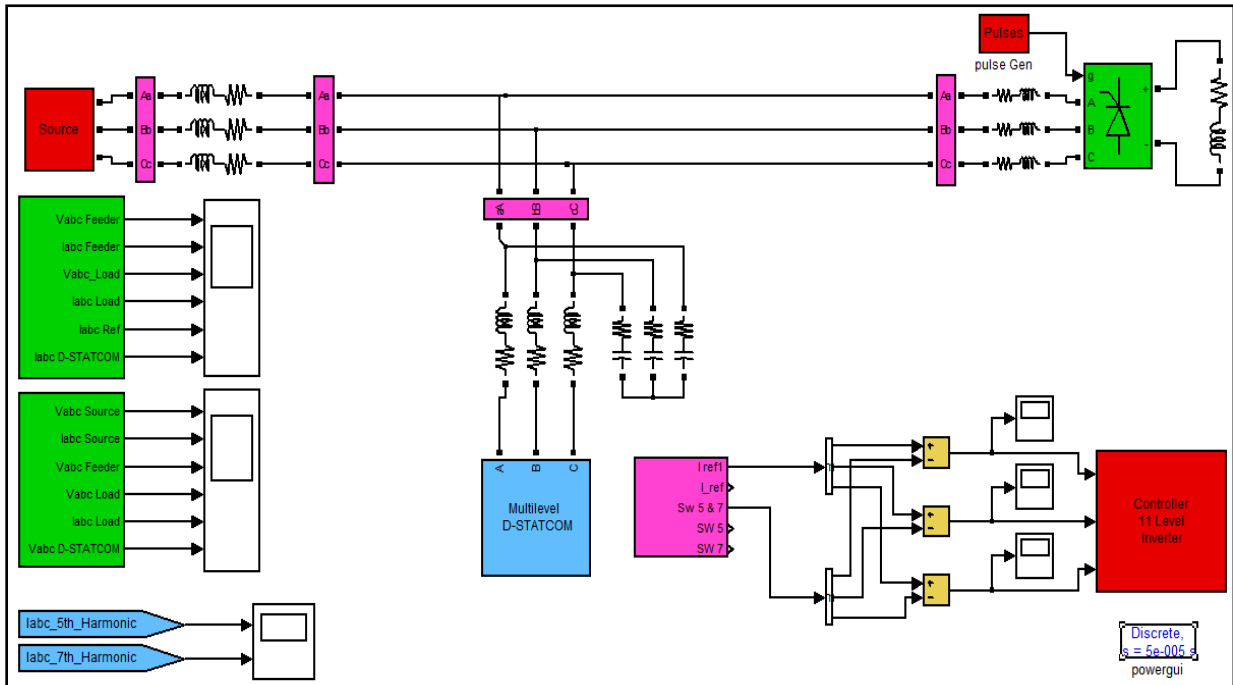 Pulses
pulse Gen
g
Aa
Aa
Aa
A
+
Source
Bb
Bb
Bb
B
Cc
Cc
Cc
C
-
Vabc Feeder
Iabc Feeder
Vabc_Load
Iabc Load
Iabc Ref
Iabc D-STATCOM
Vabc Source
Iabc Source
Vabc Feeder
Vabc Load
Iabc Load
Vabc D-STATCOM
A
B
C
Multilevel
D-STATCOM
I ref1
I_ref
Sw 5 & 7
SW 5
SW 7
+
-
+
-
+
-
Controller
11 Level
Inverter
Iabc_5th_Harmonic
Iabc_7th_Harmonic
Discrete,
s = 5e-005 s
powergui